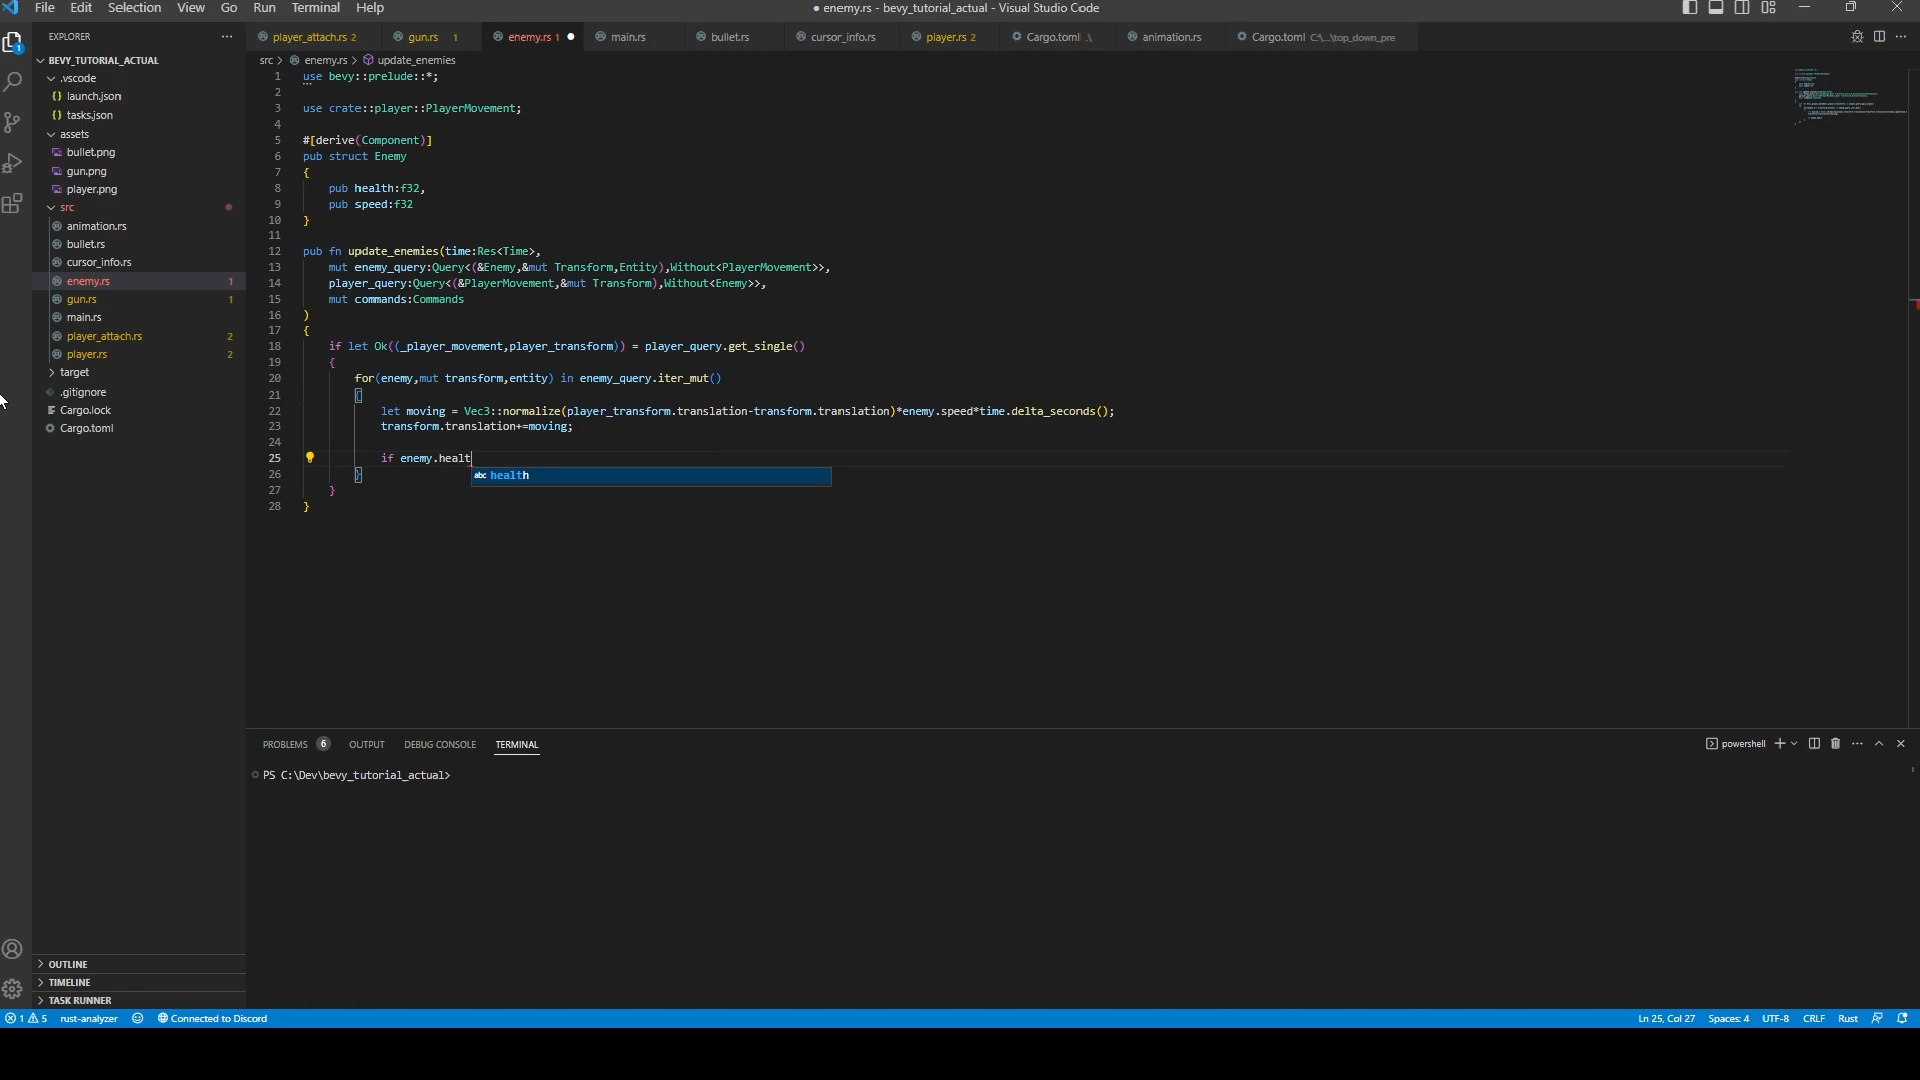 File Edit Selection View Go Run Terminal Help
● enemy.rs - bevy_tutorial_actual - Visual Studio Code
EXPLORER
player_attach.rs 2 gun.rs 1 enemy.rs 1 ● main.rs bullet.rs cursor_info.rs player.rs 2 Cargo.toml .\ animation.rs Cargo.toml C:\...\top_down_pre
src > enemy.rs > update_enemies
BEVY_TUTORIAL_ACTUAL
.vscode
launch.json
tasks.json
assets
bullet.png
gun.png
player.png
src
animation.rs
bullet.rs
cursor_info.rs
enemy.rs 1
gun.rs 1
main.rs
player_attach.rs 2
player.rs 2
target
.gitignore
Cargo.lock
Cargo.toml
OUTLINE
TIMELINE
TASK RUNNER
1 use bevy::prelude::*;
2
3 use crate::player::PlayerMovement;
4
5 #[derive(Component)]
6 pub struct Enemy
7 {
8 pub health:f32,
9 pub speed:f32
10 }
11
12 pub fn update_enemies(time:Res<Time>,
13 mut enemy_query:Query<(&Enemy,&mut Transform,Entity),Without<PlayerMovement>>,
14 player_query:Query<(&PlayerMovement,&mut Transform),Without<Enemy>>,
15 mut commands:Commands
16 )
17 {
18 if let Ok((_player_movement,player_transform)) = player_query.get_single()
19 {
20 for(enemy,mut transform,entity) in enemy_query.iter_mut()
21 {
22 let moving = Vec3::normalize(player_transform.translation-transform.translation)*enemy.speed*time.delta_seconds();
23 transform.translation+=moving;
24
25 if enemy.healt
abc health
26 }
27 }
28 }
PROBLEMS 6 OUTPUT DEBUG CONSOLE TERMINAL
powershell
PS C:\Dev\bevy_tutorial_actual>
1 5 rust-analyzer Connected to Discord
Ln 25, Col 27 Spaces: 4 UTF-8 CRLF Rust